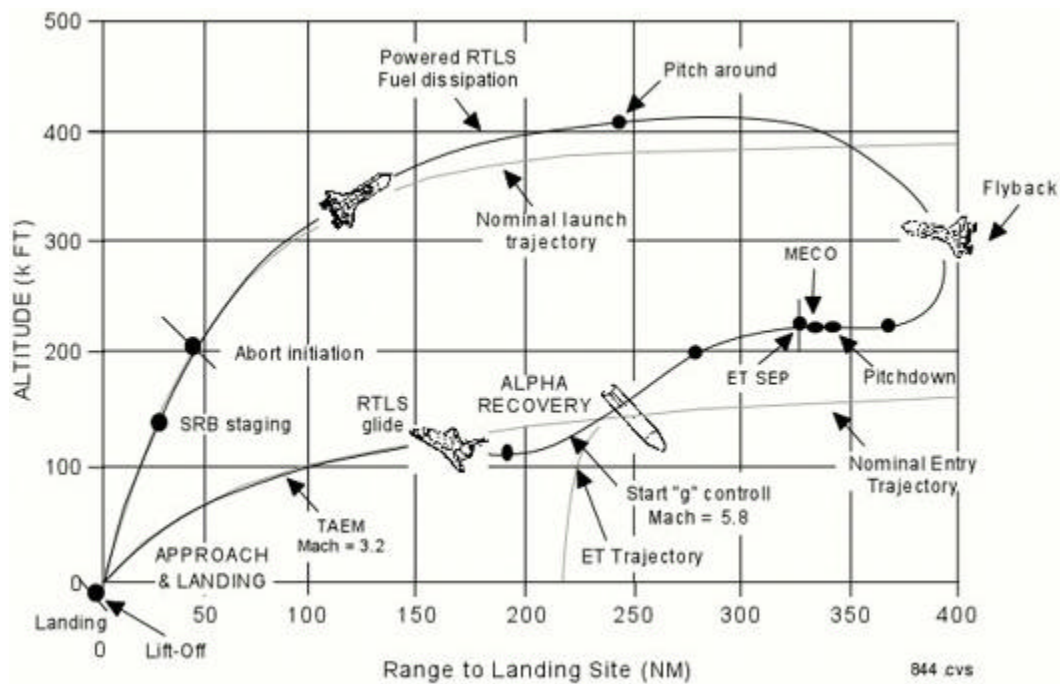 500
Powered RTLS
Fuel dissipation
Pitch around
400
Flyback
Nominal launch
trajectory
300
MECO
ALTITUDE (k FT)
Abort initiation
200
ET SEP
Pitchdown
ALPHA
RECOVERY
RTLS
glide
SRB staging
100
Nominal Entry
Trajectory
Start "g" controll
Mach = 5.8
TAEM
Mach = 3.2
ET Trajectory
APPROACH
& LANDING
0
Landing
Lift-Off
0 50 100 150 200 250 300 350 400
Range to Landing Site (NM)
844 .cvs